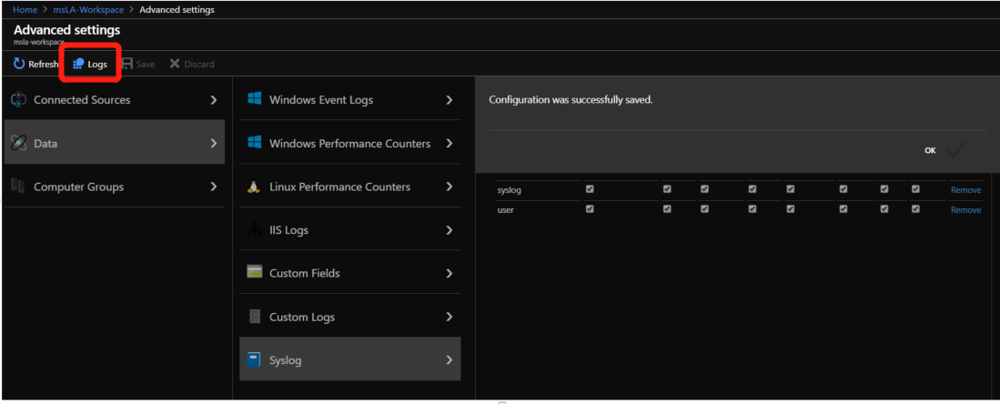 Home > msLA-Workspace > Advanced settings
Advanced settings
msla-workspace
Refresh Logs Save Discard
Connected Sources
Data
Computer Groups
Windows Event Logs
Windows Performance Counters
Linux Performance Counters
IIS Logs
Custom Fields
Custom Logs
Syslog
Configuration was successfully saved.
OK
syslog Remove
user Remove